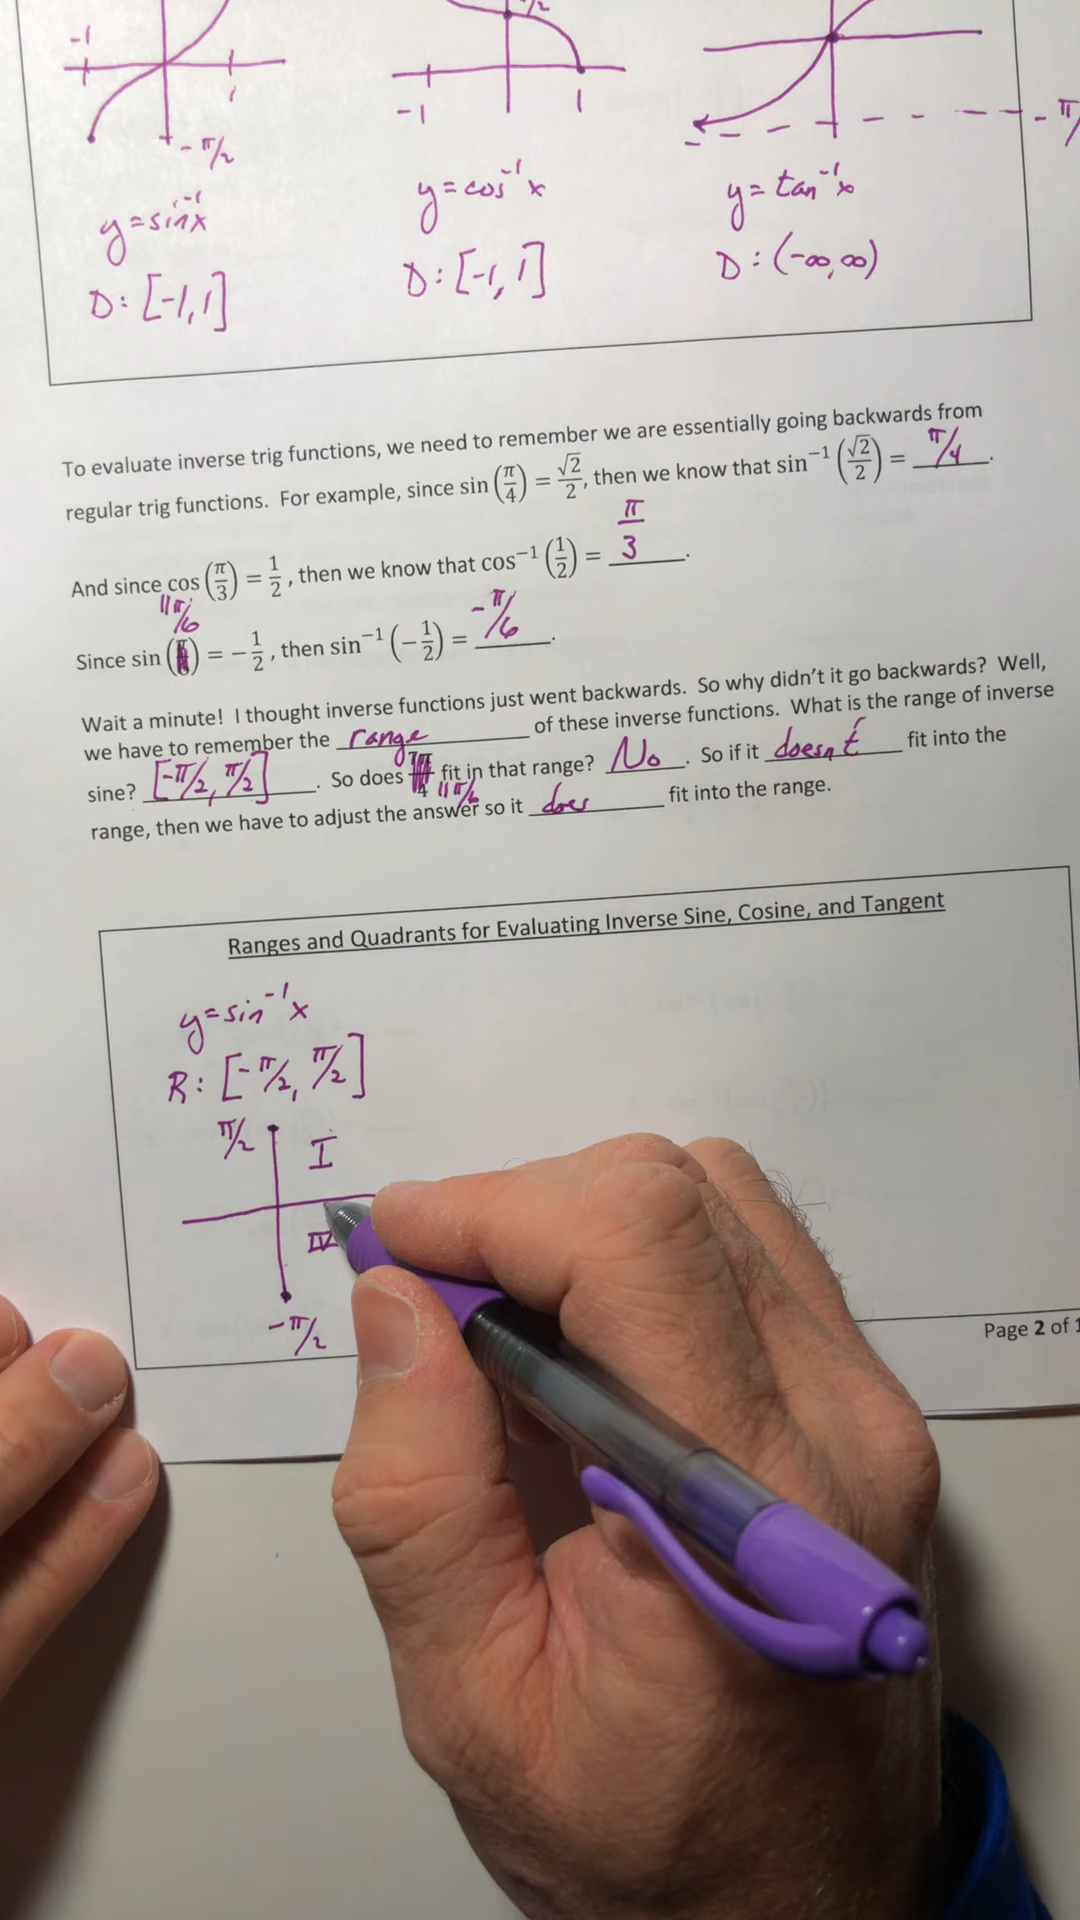 -1
1
- π/2
-1
1
- π/
y = sin⁻¹x
y = cos⁻¹x
y = tan⁻¹x
D: [-1, 1]
D: [-1, 1]
D: (-∞, ∞)
To evaluate inverse trig functions, we need to remember we are essentially going backwards from
regular trig functions. For example, since sin (π/4) = √2/2, then we know that sin⁻¹ (√2/2) = π/4.
And since cos (π/3) = 1/2, then we know that cos⁻¹ (1/2) = π/3.
11π/6
Since sin ( ) = −1/2, then sin⁻¹ (−1/2) = -π/6.
Wait a minute! I thought inverse functions just went backwards. So why didn't it go backwards? Well,
we have to remember the range of these inverse functions. What is the range of inverse
sine? [-π/2, π/2]. So does 11π/6 fit in that range? No. So if it doesn't fit into the
range, then we have to adjust the answer so it does fit into the range.
Ranges and Quadrants for Evaluating Inverse Sine, Cosine, and Tangent
y = sin⁻¹x
R: [-π/2, π/2]
π/2
I
IV
-π/2
Page 2 of 1